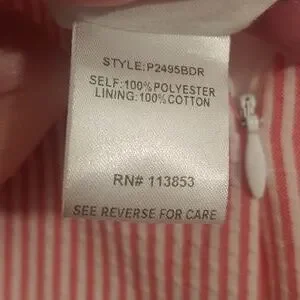 STYLE:P2495BDR
SELF:100%POLYESTER
LINING:100%COTTON
RN# 113853
SEE REVERSE FOR CARE